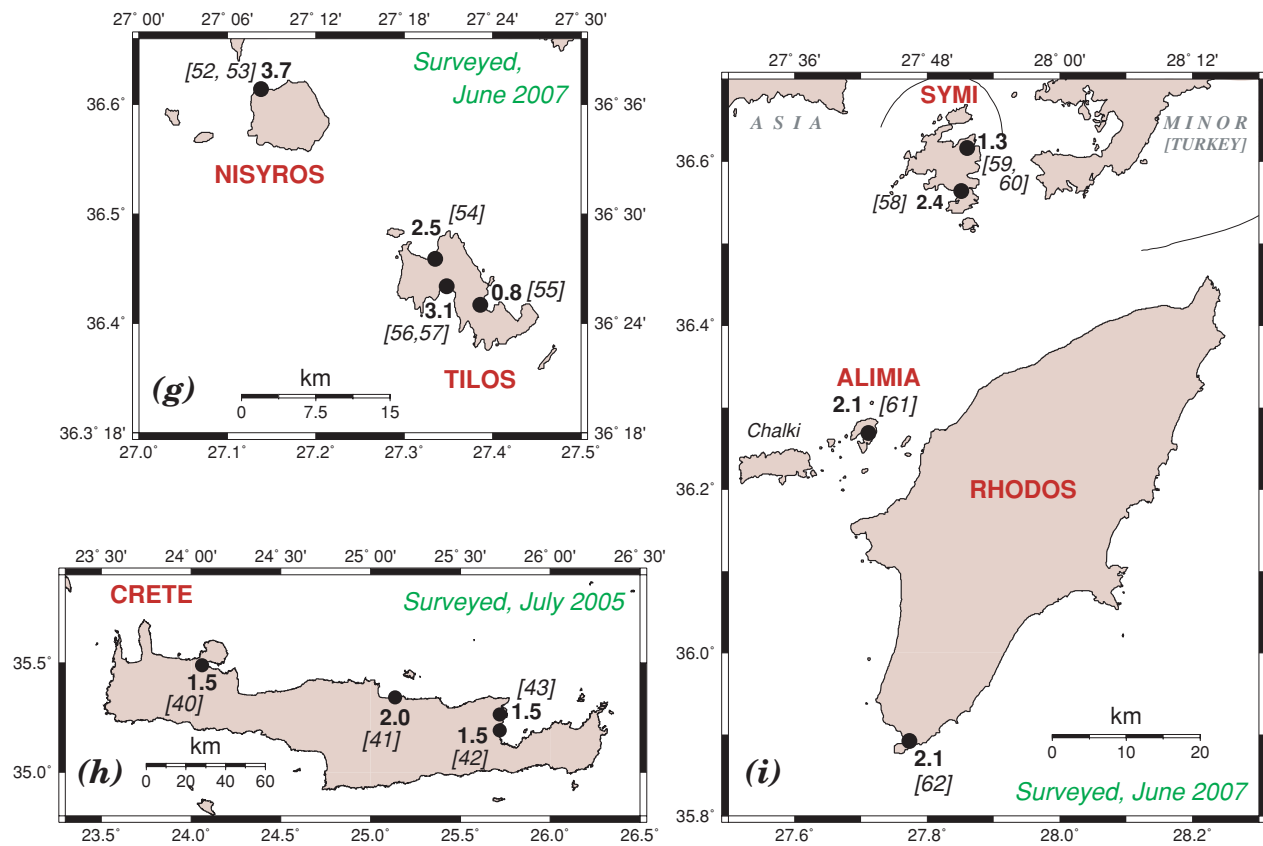 27° 00'
27° 06'
27° 12'
27° 18'
27° 24'
27° 30'
[52, 53] 3.7
Surveyed,
June 2007
36.6°
36° 36'
NISYROS
36.5°
36° 30'
2.5 [54]
0.8 [55]
3.1
[56,57]
36.4°
36° 24'
TILOS
(g)
km
0 7.5 15
36.3°
36° 18'
27.0°
27.1°
27.2°
27.3°
27.4°
27.5°
23° 30'
24° 00'
24° 30'
25° 00'
25° 30'
26° 00'
26° 30'
CRETE
Surveyed, July 2005
35.5°
1.5
[40]
2.0
[41]
[43]
1.5
1.5
[42]
km
0 20 40 60
(h)
35.0°
23.5°
24.0°
24.5°
25.0°
25.5°
26.0°
26.5°
27° 36'
27° 48'
28° 00'
28° 12'
SYMI
ASIA
MINOR
[TURKEY]
36.6°
1.3
[59,
60]
[58] 2.4
36.4°
ALIMIA
2.1 [61]
Chalki
36.2°
RHODOS
36.0°
km
0 10 20
2.1
[62]
(i)
Surveyed, June 2007
35.8°
27.6°
27.8°
28.0°
28.2°